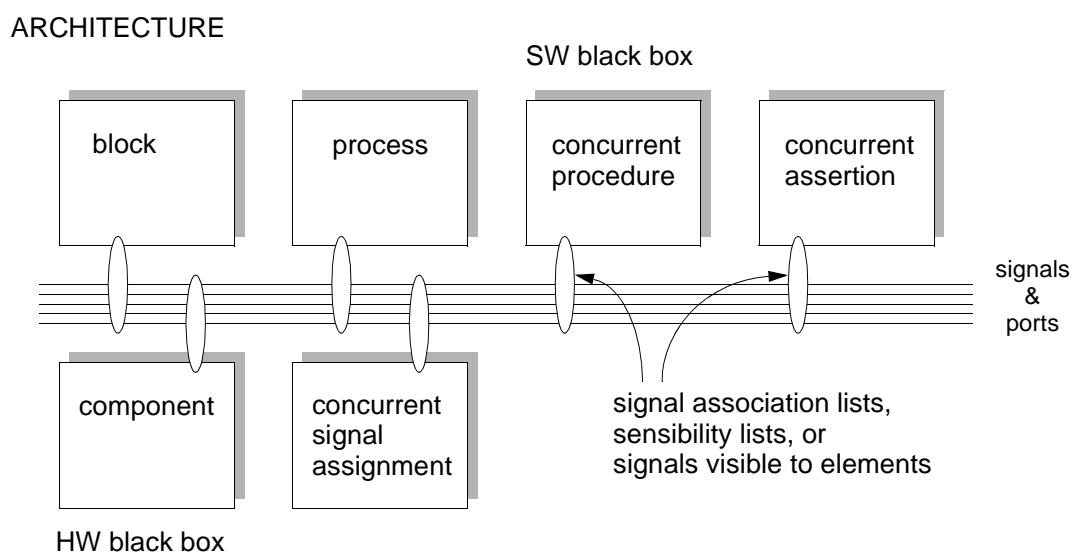 ARCHITECTURE
SW black box
block
process
concurrent
procedure
concurrent
assertion
signals
&
ports
component
concurrent
signal
assignment
signal association lists,
sensibility lists, or
signals visible to elements
HW black box